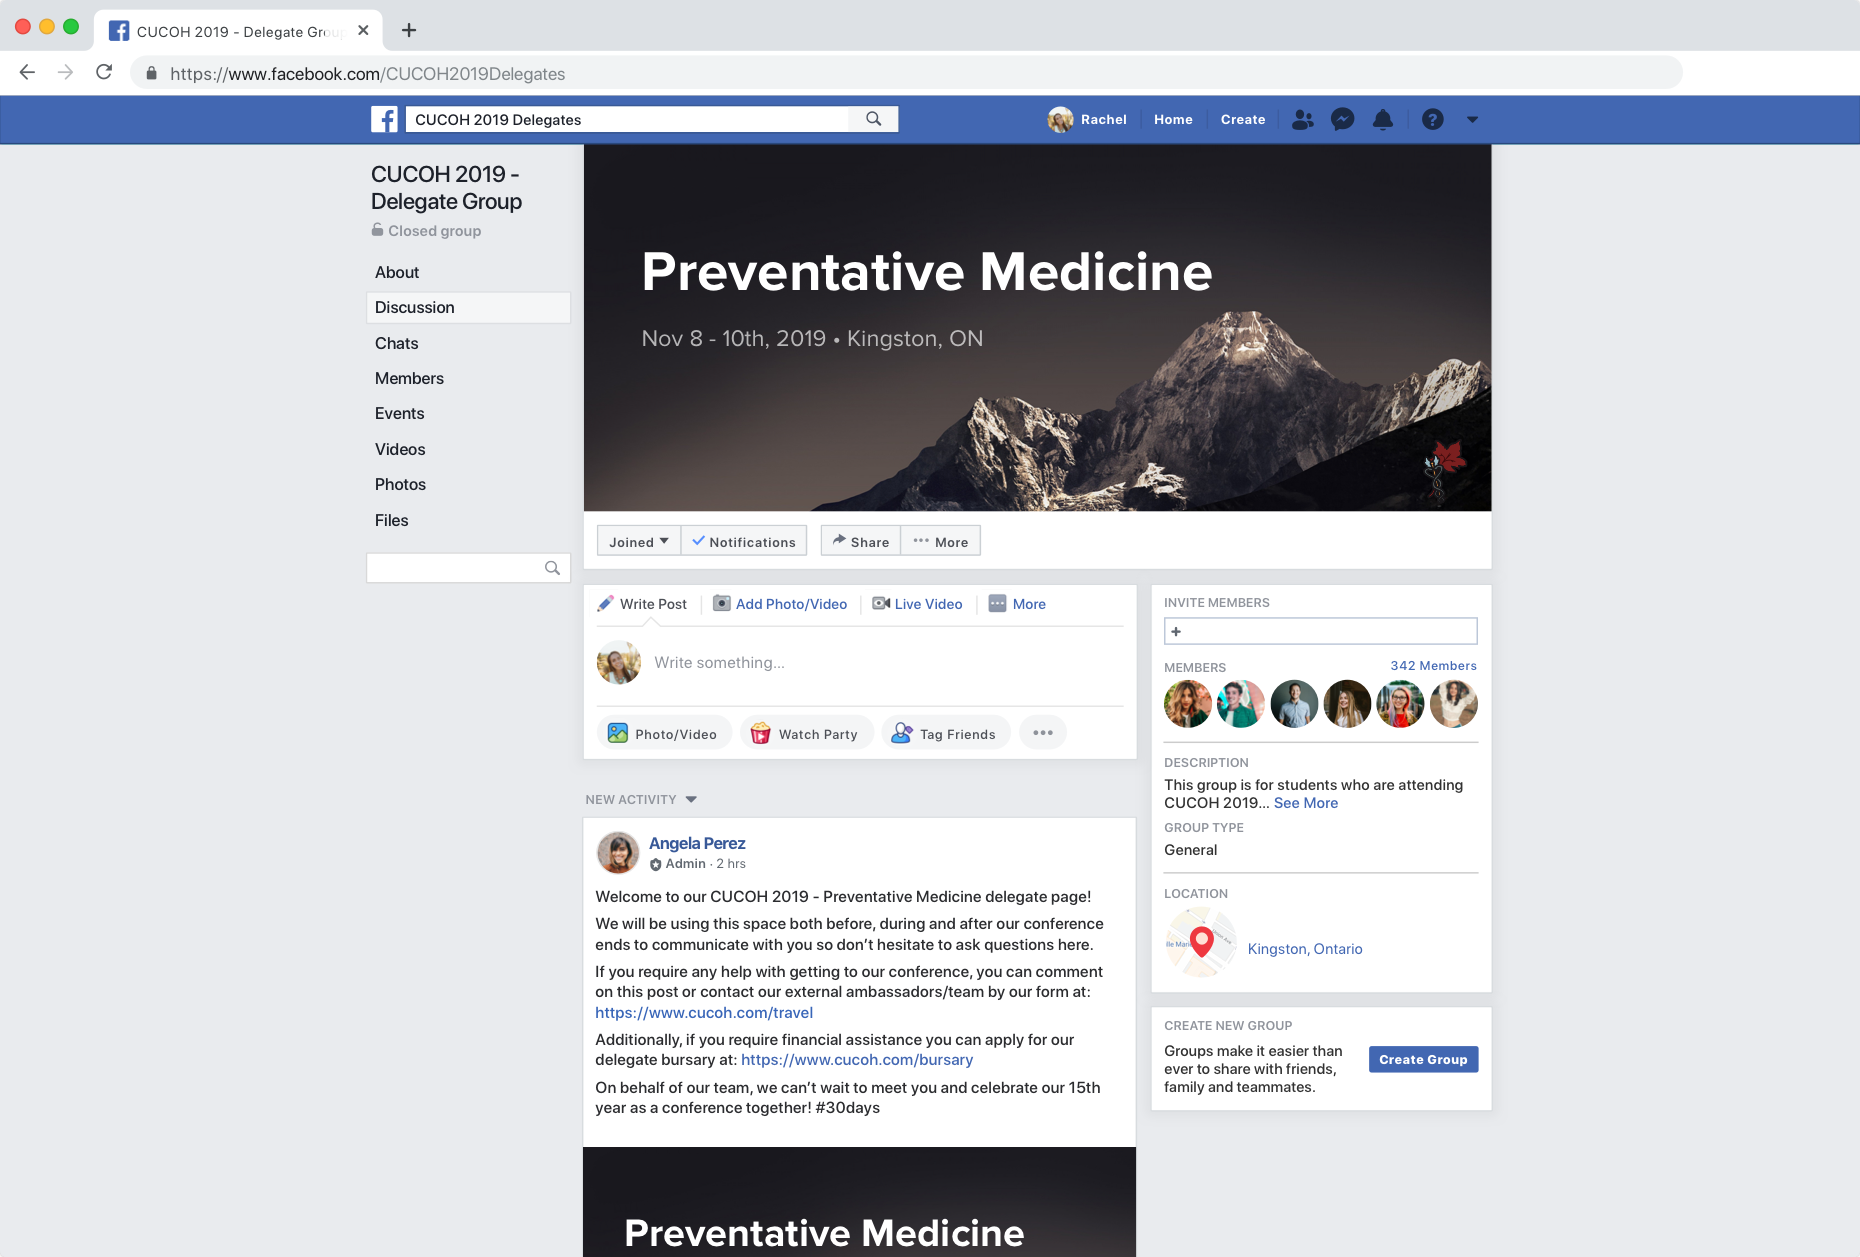 CUCOH 2019 - Delegate Group
https://www.facebook.com/CUCOH2019Delegates
CUCOH 2019 Delegates
Rachel
Home
Create
CUCOH 2019 -
Delegate Group
Closed group
About
Discussion
Chats
Members
Events
Videos
Photos
Files
Preventative Medicine
Nov 8 - 10th, 2019 • Kingston, ON
Joined
Notifications
Share
More
Write Post
Add Photo/Video
Live Video
More
Write something...
Photo/Video
Watch Party
Tag Friends
NEW ACTIVITY
Angela Perez
Admin · 2 hrs
Welcome to our CUCOH 2019 - Preventative Medicine delegate page!
We will be using this space both before, during and after our conference
ends to communicate with you so don’t hesitate to ask questions here.
If you require any help with getting to our conference, you can comment
on this post or contact our external ambassadors/team by our form at:
https://www.cucoh.com/travel
Additionally, if you require financial assistance you can apply for our
delegate bursary at: https://www.cucoh.com/bursary
On behalf of our team, we can’t wait to meet you and celebrate our 15th
year as a conference together! #30days
Preventative Medicine
INVITE MEMBERS
+
MEMBERS
342 Members
DESCRIPTION
This group is for students who are attending
CUCOH 2019... See More
GROUP TYPE
General
LOCATION
Kingston, Ontario
CREATE NEW GROUP
Groups make it easier than
ever to share with friends,
family and teammates.
Create Group